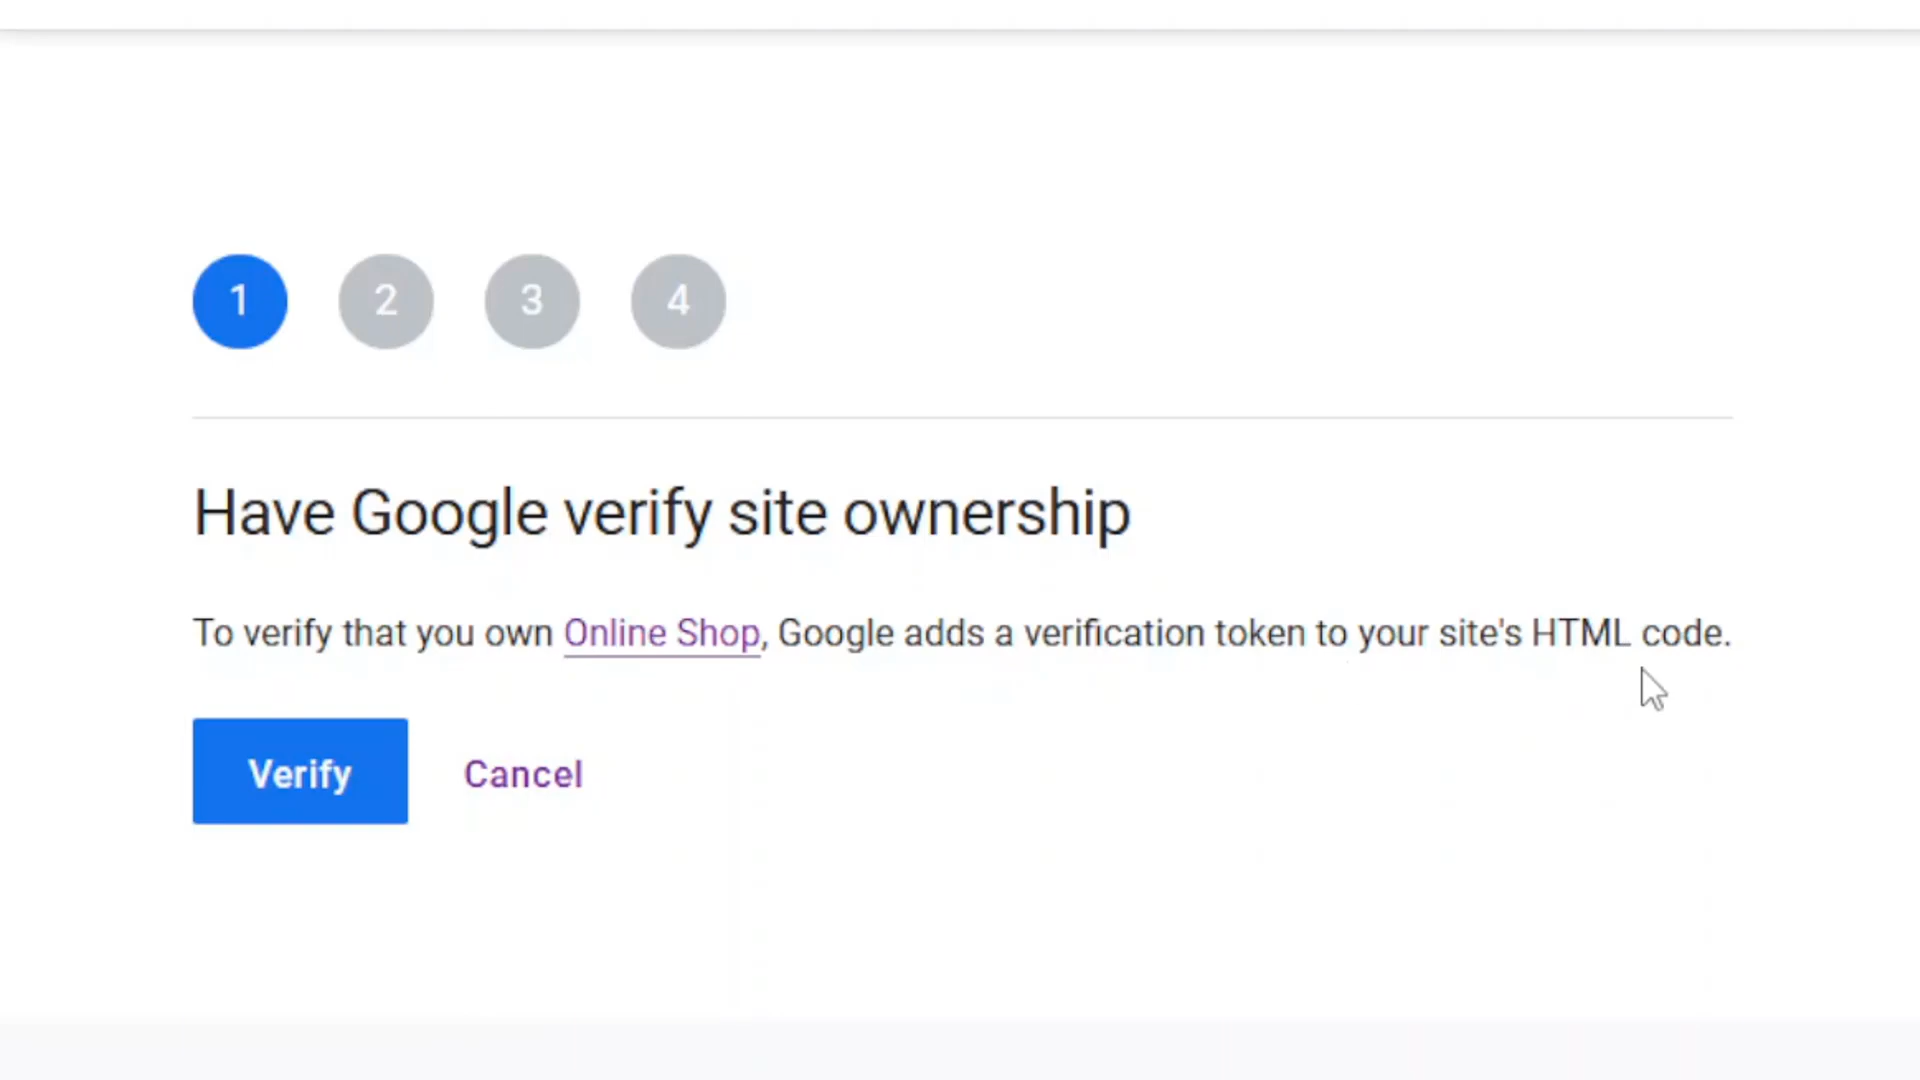 1 2 3 4
Have Google verify site ownership
To verify that you own Online Shop, Google adds a verification token to your site's HTML code.
Verify Cancel